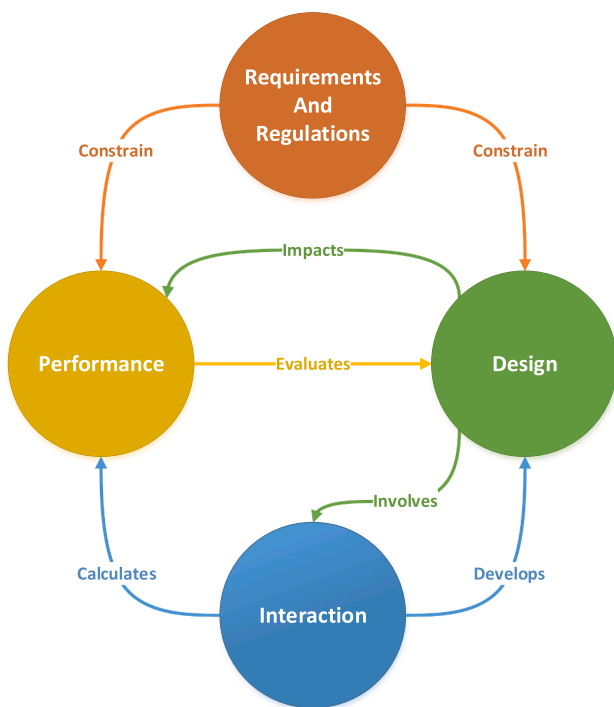 Requirements
And
Regulations
Constrain
Constrain
Impacts
Performance
Evaluates
Design
Involves
Calculates
Develops
Interaction